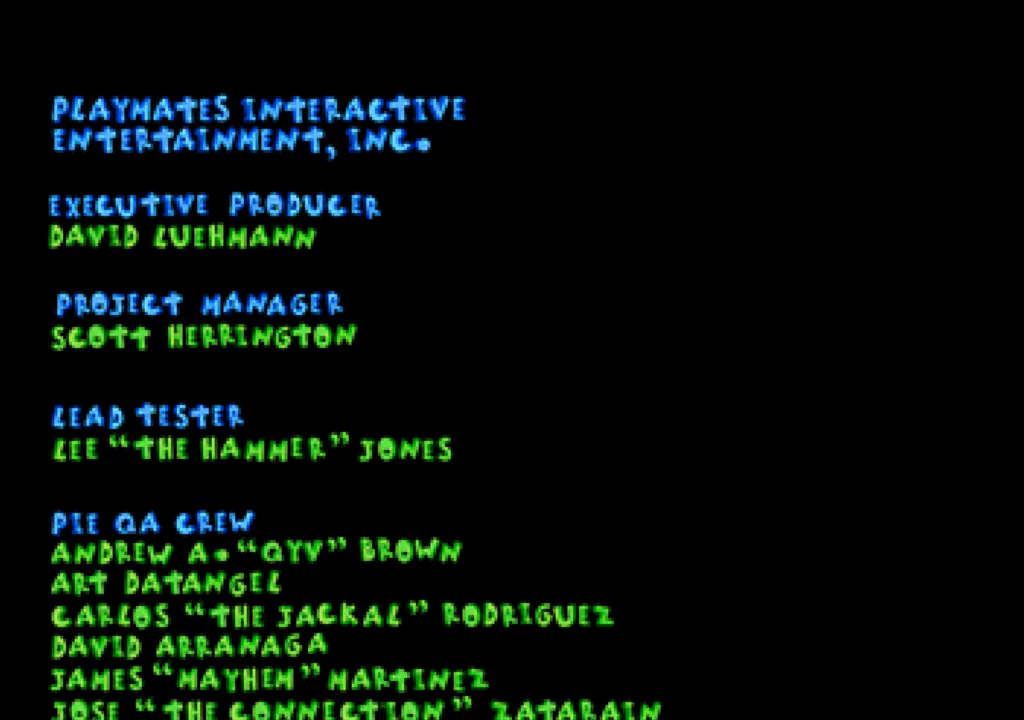 PLAYMATES INTERACTIVE
ENTERTAINMENT, INC.
EXECUTIVE PRODUCER
DAVID LUEHMANN
PROJECT MANAGER
SCOTT HERRINGTON
LEAD TESTER
LEE “THE HAMMER” JONES
PIE QA CREW
ANDREW A. “QYV” BROWN
ART DATANGEL
CARLOS “THE JACKAL” RODRIGUEZ
DAVID ARRANAGA
JAMES “MAYHEM” MARTINEZ
JOSE “THE CONNECTION” ZATARAIN